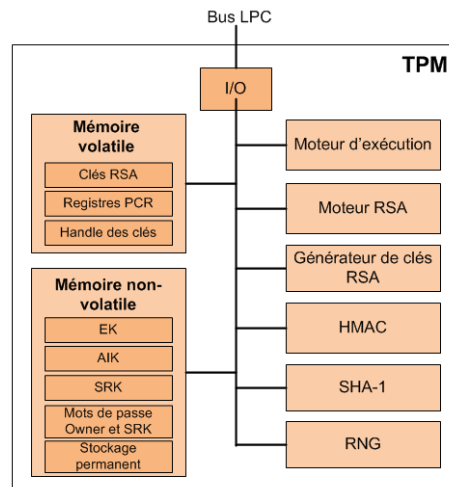 Bus LPC
TPM
I/O
Mémoire
volatile
Clés RSA
Registres PCR
Handle des clés
Mémoire non-
volatile
EK
AIK
SRK
Mots de passe
Owner et SRK
Stockage
permanent
Moteur d'exécution
Moteur RSA
Générateur de clés
RSA
HMAC
SHA-1
RNG